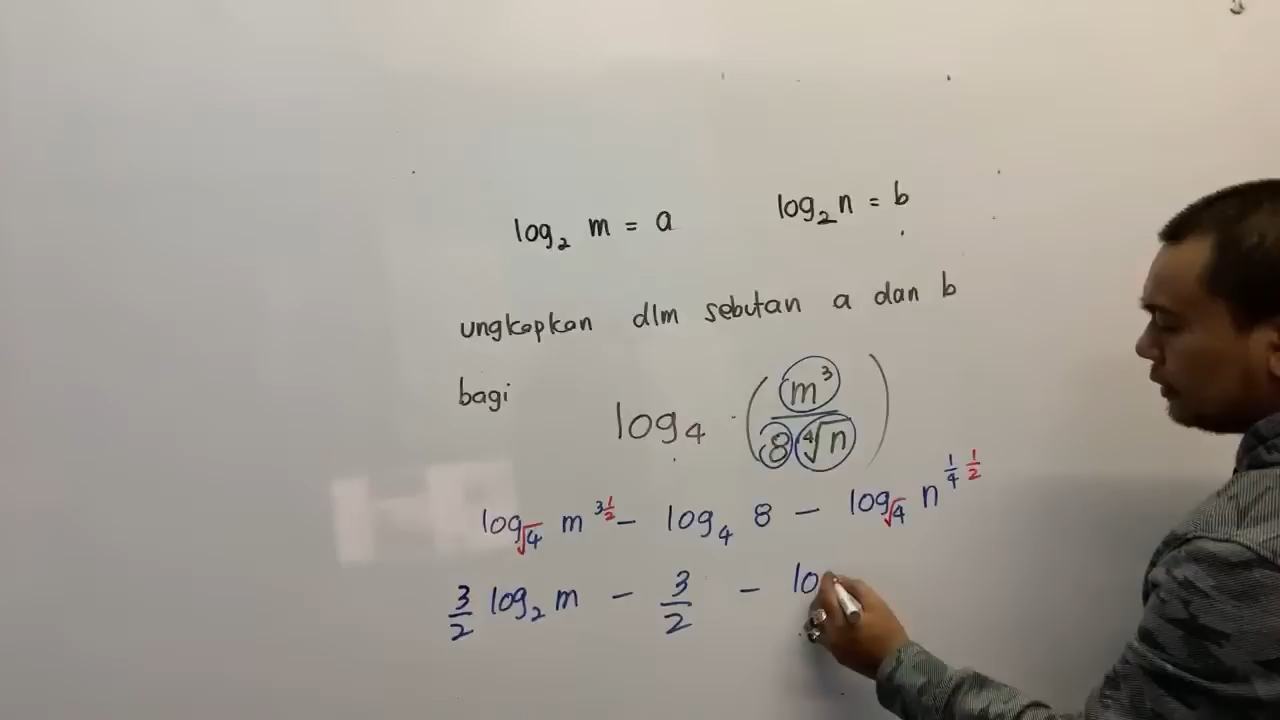 log₂ m = a log₂ n = b
ungkapkan dlm sebutan a dan b
bagi log₄ (m³ / 8 ⁴√n)
log√4 m^(3 1/2) − log₄ 8 − log√4 n^(1/4 1/2)
3/2 log₂ m − 3/2 − lo